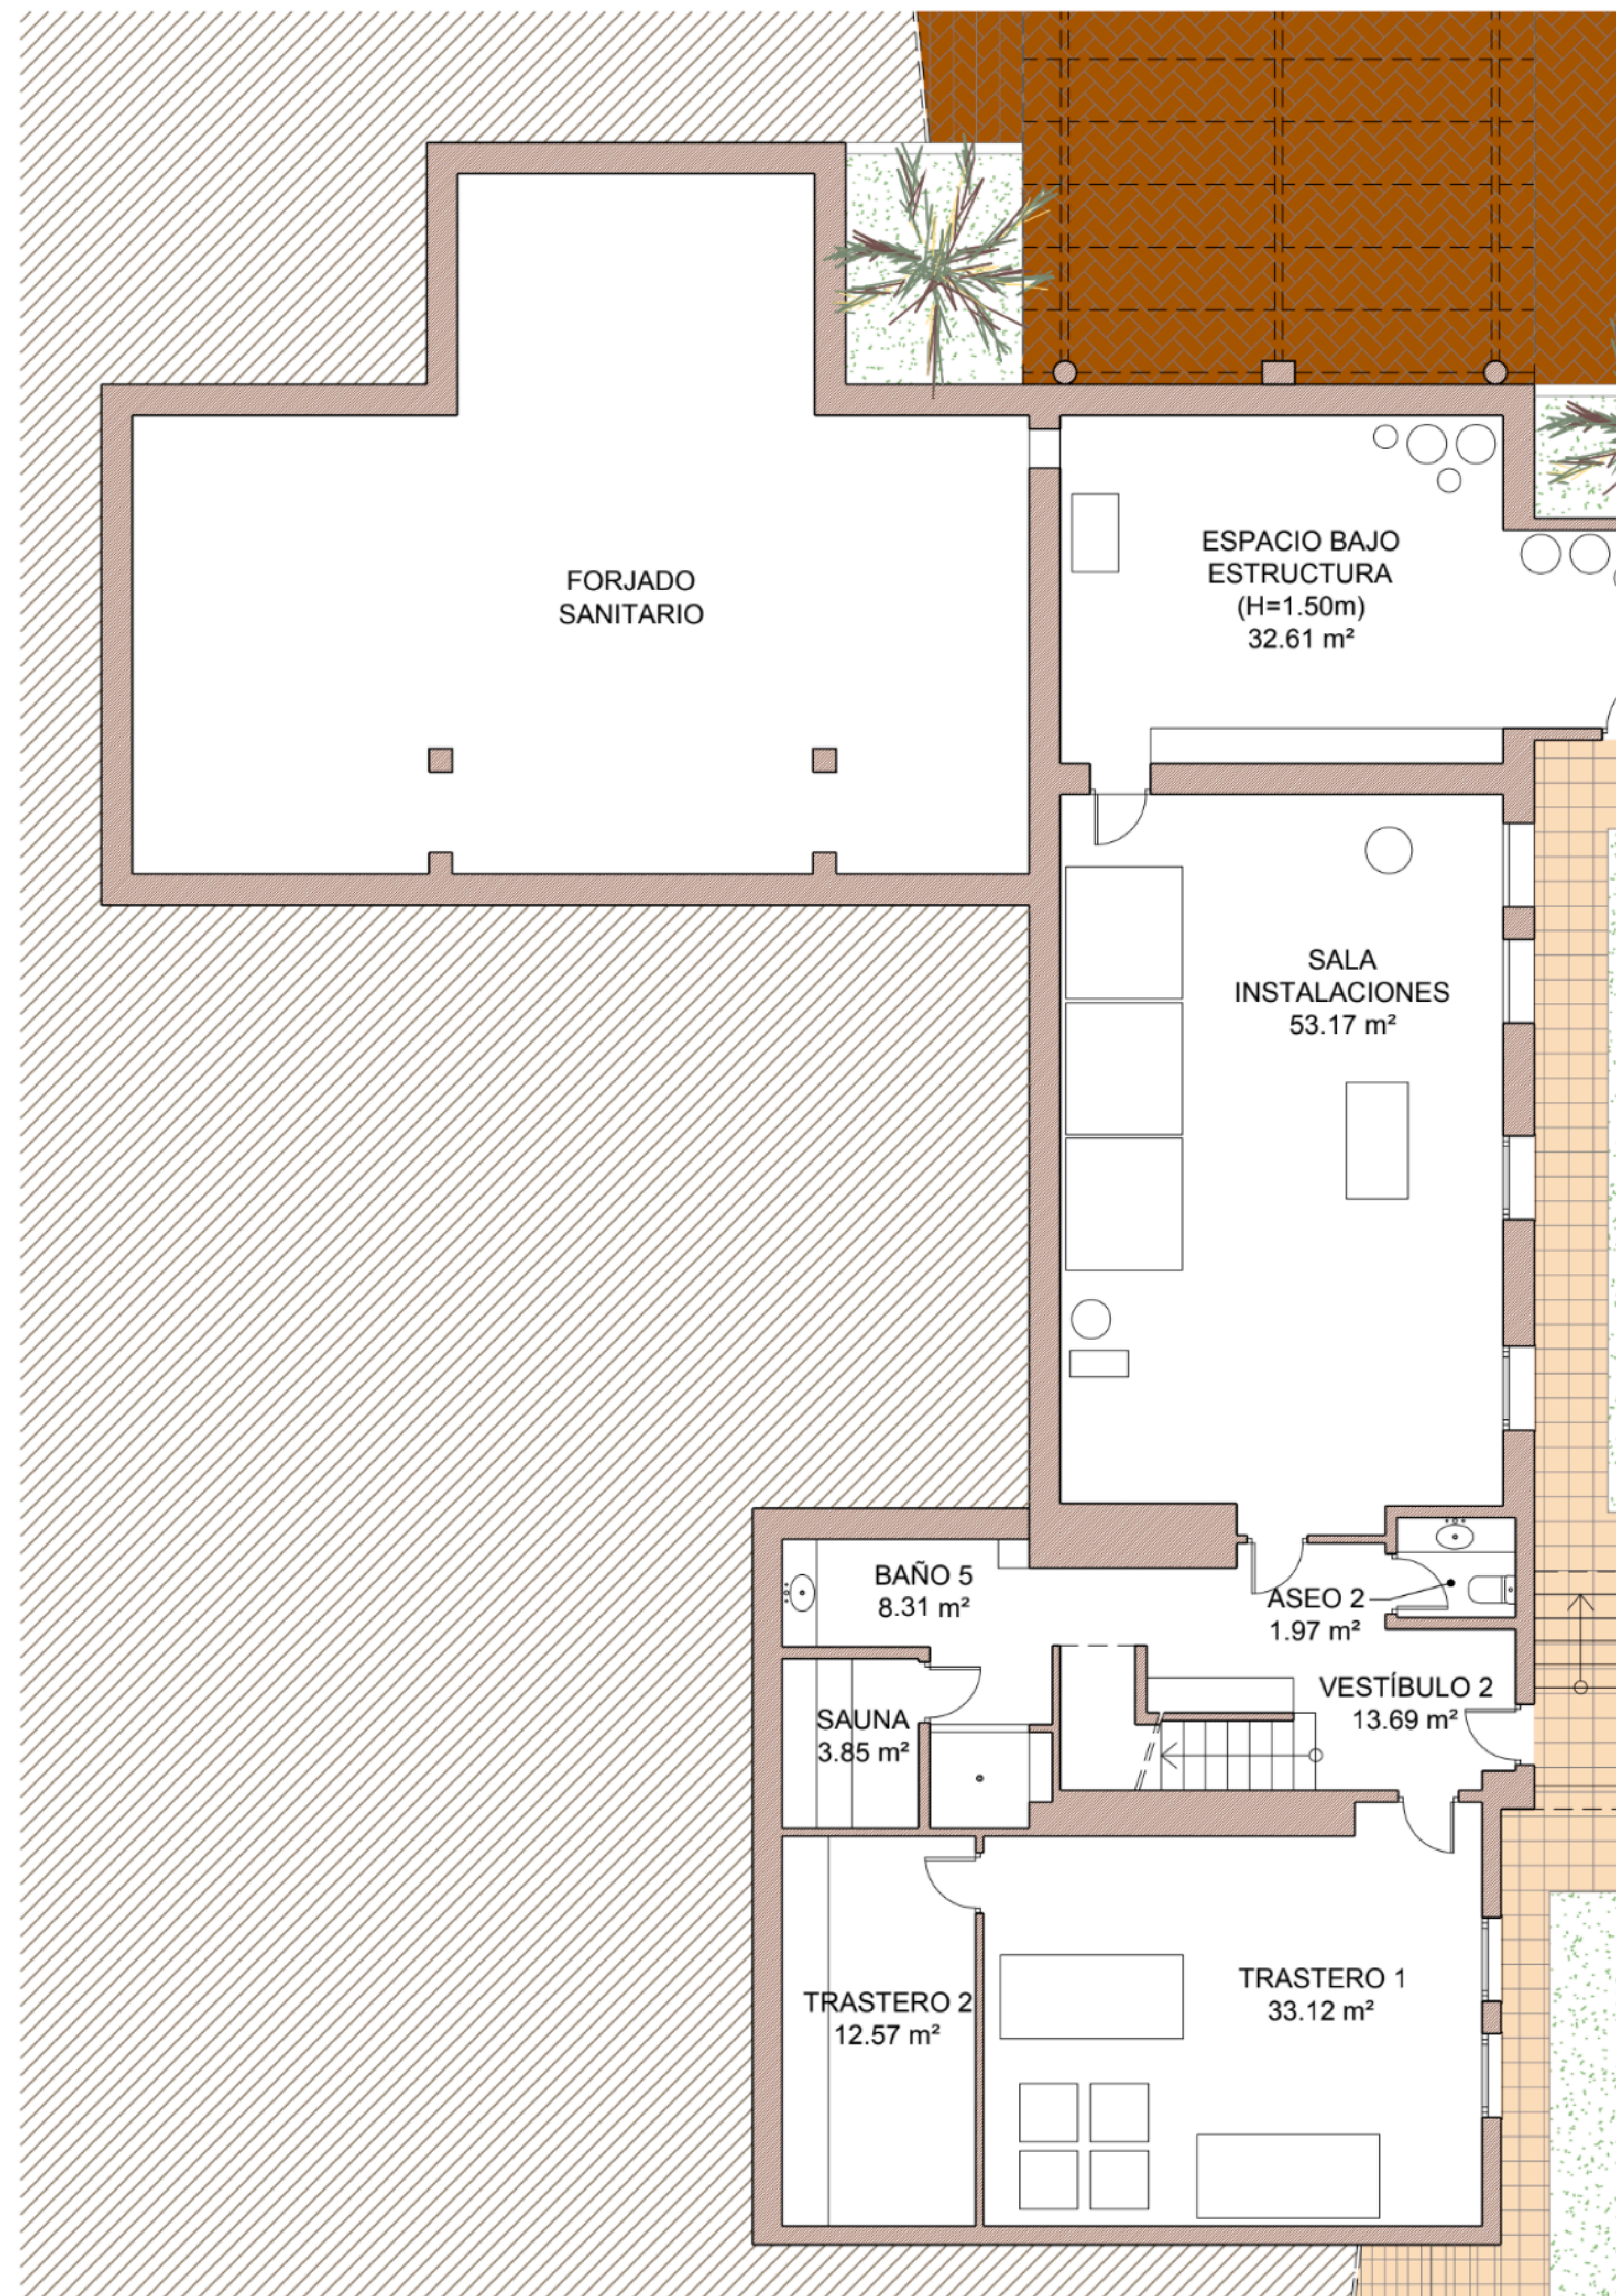 ESPACIO BAJO
ESTRUCTURA
(H=1.50m)
32.61 m²
FORJADO
SANITARIO
SALA
INSTALACIONES
53.17 m²
BAÑO 5
8.31 m²
ASEO 2
1.97 m²
VESTÍBULO 2
13.69 m²
SAUNA
3.85 m²
TRASTERO 1
33.12 m²
TRASTERO 2
12.57 m²